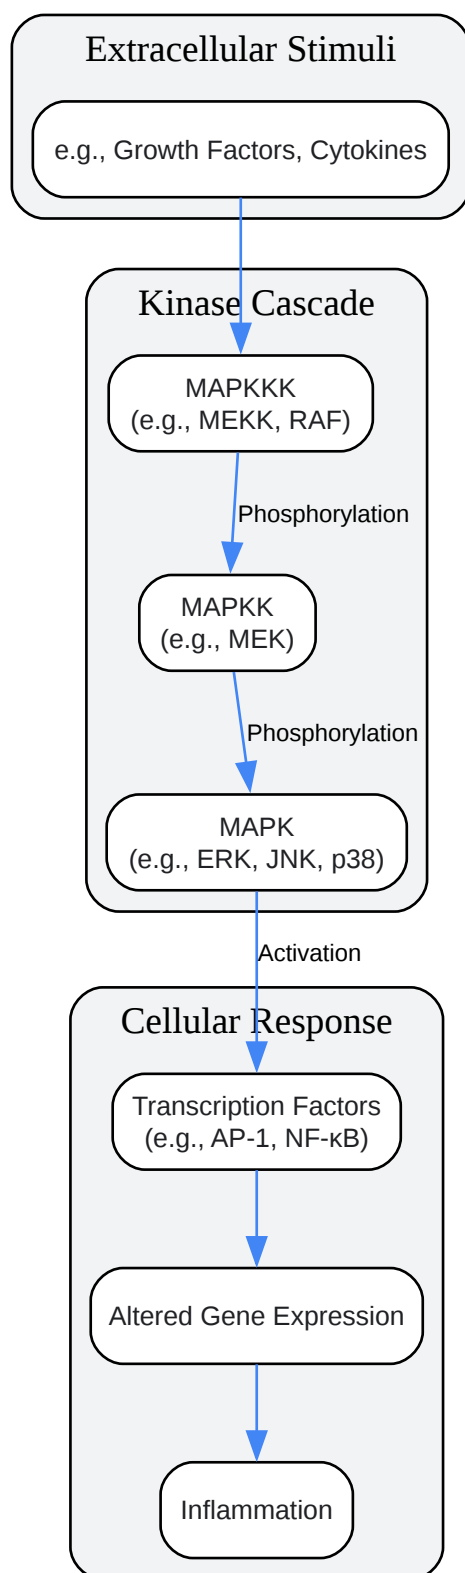 Extracellular Stimuli
e.g., Growth Factors, Cytokines
Kinase Cascade
MAPKKK
(e.g., MEKK, RAF)
Phosphorylation
MAPKK
(e.g., MEK)
Phosphorylation
MAPK
(e.g., ERK, JNK, p38)
Activation
Cellular Response
Transcription Factors
(e.g., AP-1, NF-κB)
Altered Gene Expression
Inflammation